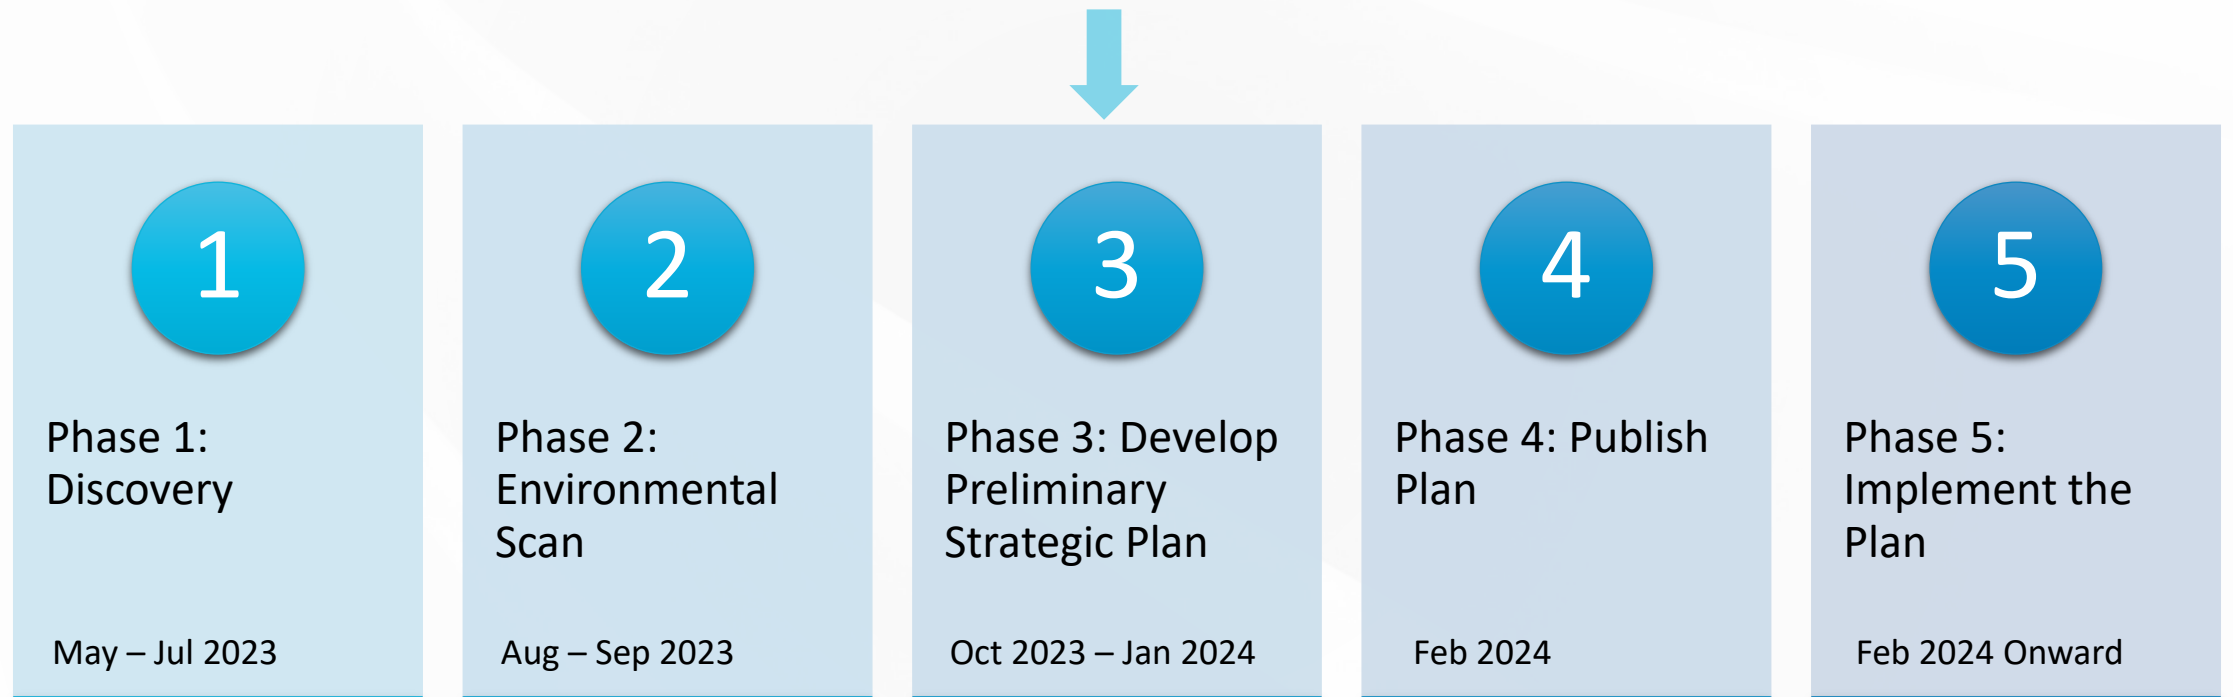 1
Phase 1:
Discovery
May – Jul 2023
2
Phase 2:
Environmental
Scan
Aug – Sep 2023
3
Phase 3: Develop
Preliminary
Strategic Plan
Oct 2023 – Jan 2024
4
Phase 4: Publish
Plan
Feb 2024
5
Phase 5:
Implement the
Plan
Feb 2024 Onward